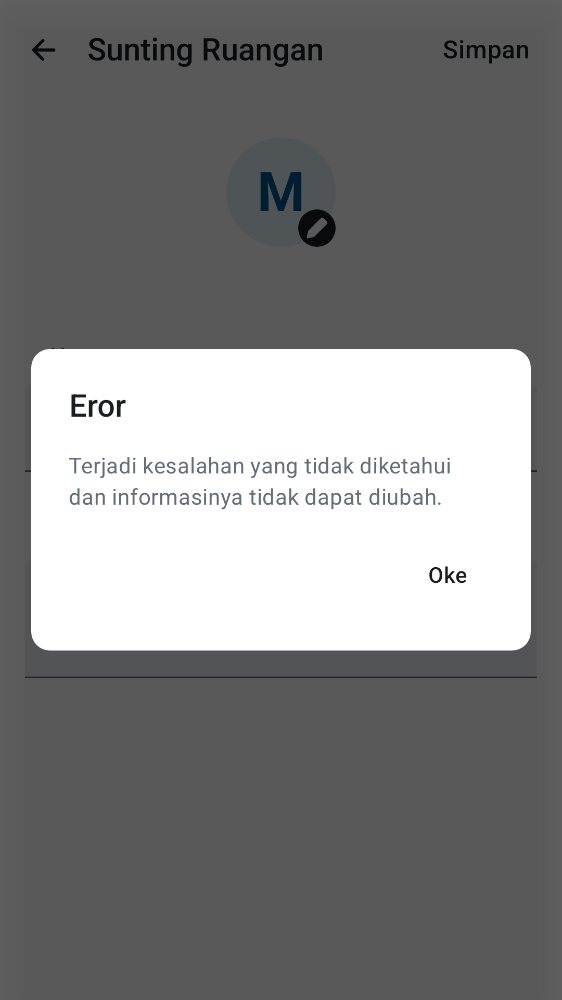 Sunting Ruangan
Simpan
M
Eror
Terjadi kesalahan yang tidak diketahui
dan informasinya tidak dapat diubah.
Oke